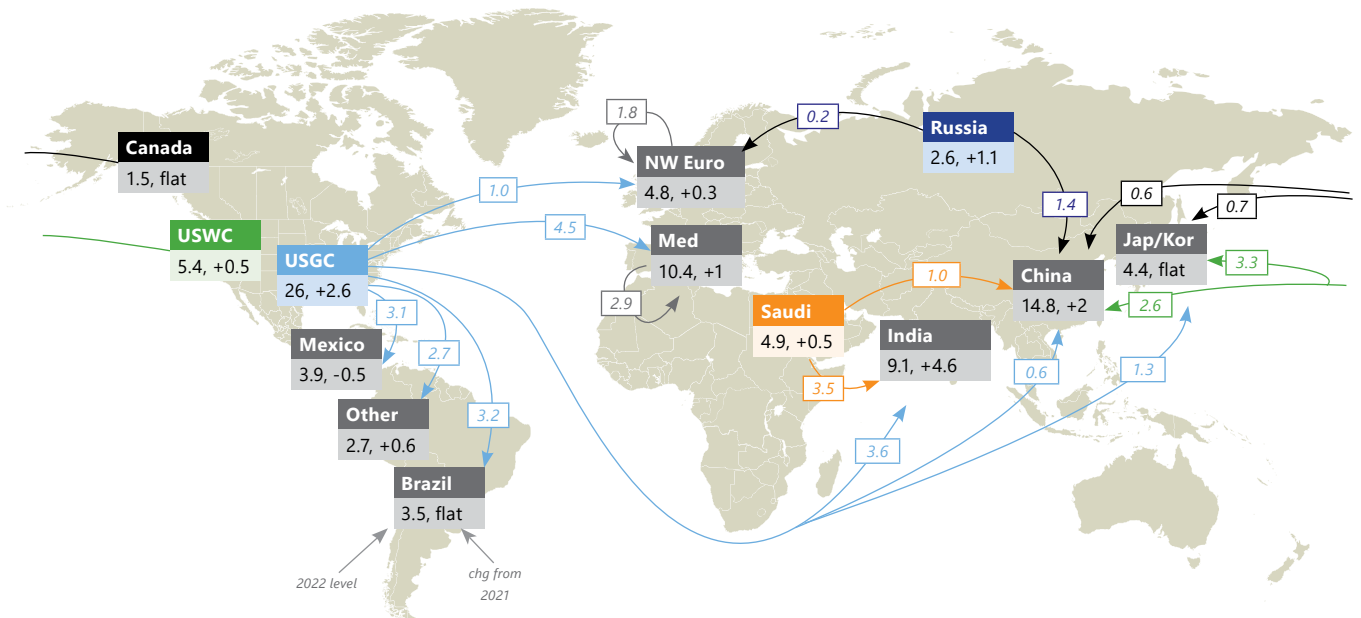 1.8
0.2
Russia
2.6, +1.1
Canada
1.5, flat
NW Euro
4.8, +0.3
1.0
1.4
0.6
0.7
USWC
5.4, +0.5
4.5
Med
10.4, +1
Jap/Kor
4.4, flat
USGC
26, +2.6
3.3
1.0
China
14.8, +2
2.9
2.6
Saudi
4.9, +0.5
3.1
India
9.1, +4.6
Mexico
3.9, -0.5
2.7
0.6
1.3
3.5
Other
2.7, +0.6
3.2
3.6
Brazil
3.5, flat
2022 level
chg from
2021